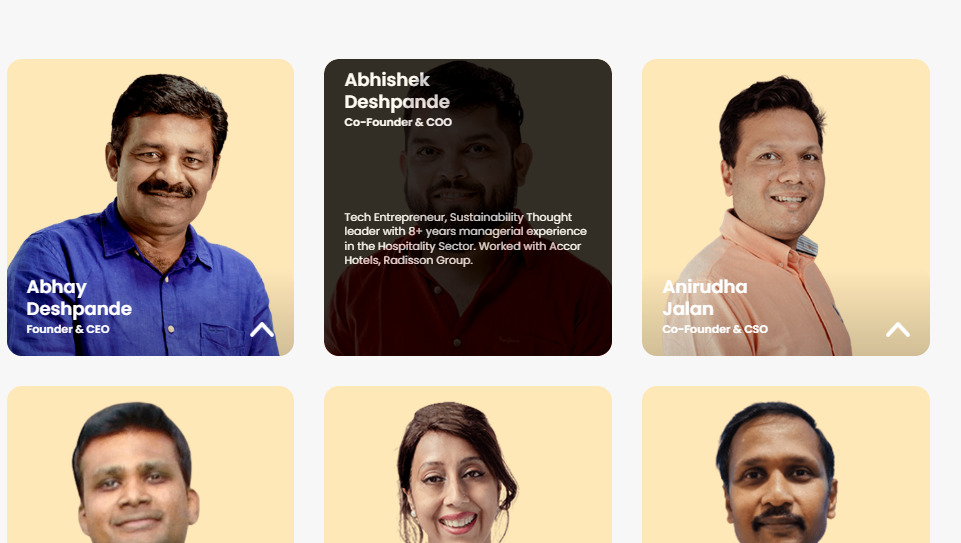 Abhishek
Deshpande
Co-Founder & COO
Tech Entrepreneur, Sustainability Thought
leader with 8+ years managerial experience
in the Hospitality Sector. Worked with Accor
Hotels, Radisson Group.
Abhay
Deshpande
Founder & CEO
Anirudha
Jalan
Co-Founder & CSO